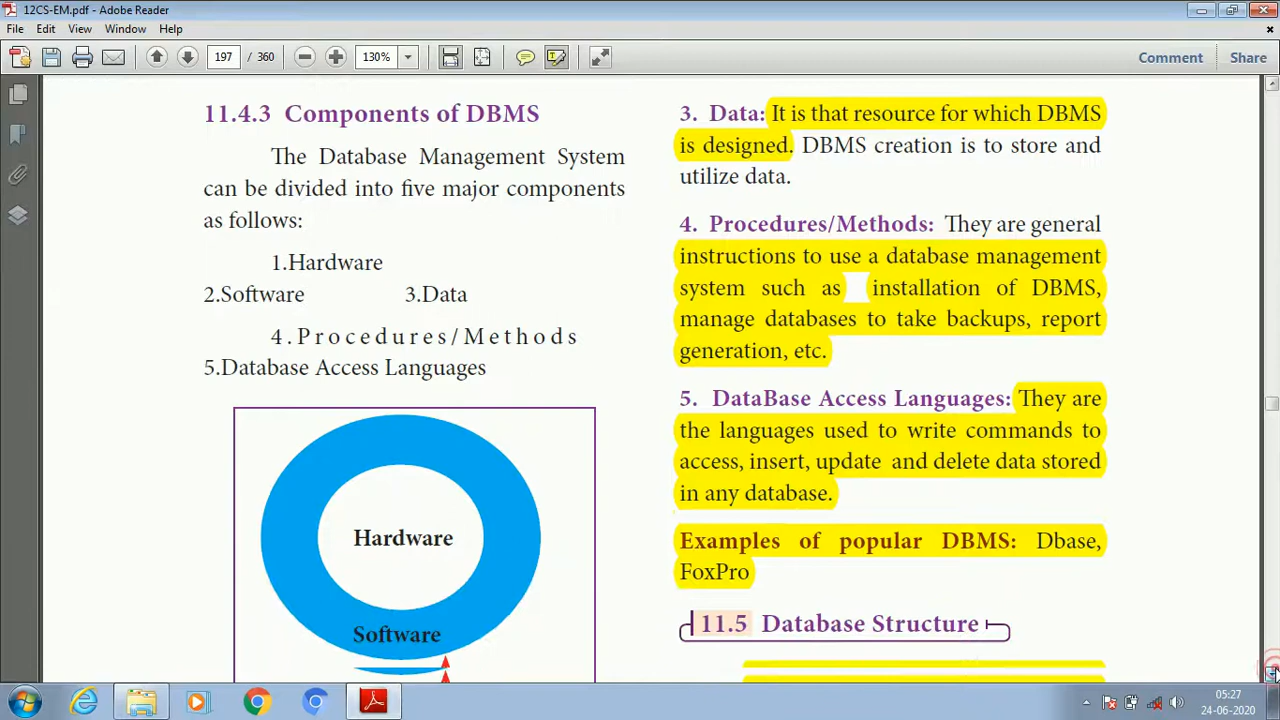 12CS-EM.pdf - Adobe Reader
File Edit View Window Help
197 / 360 130% Comment Share
11.4.3 Components of DBMS
The Database Management System
can be divided into five major components
as follows:
1.Hardware
2.Software 3.Data
4.Procedures/Methods
5.Database Access Languages
Hardware
Software
3. Data: It is that resource for which DBMS
is designed. DBMS creation is to store and
utilize data.
4. Procedures/Methods: They are general
instructions to use a database management
system such as installation of DBMS,
manage databases to take backups, report
generation, etc.
5. DataBase Access Languages: They are
the languages used to write commands to
access, insert, update and delete data stored
in any database.
Examples of popular DBMS: Dbase,
FoxPro
11.5 Database Structure
05:27
24-06-2020